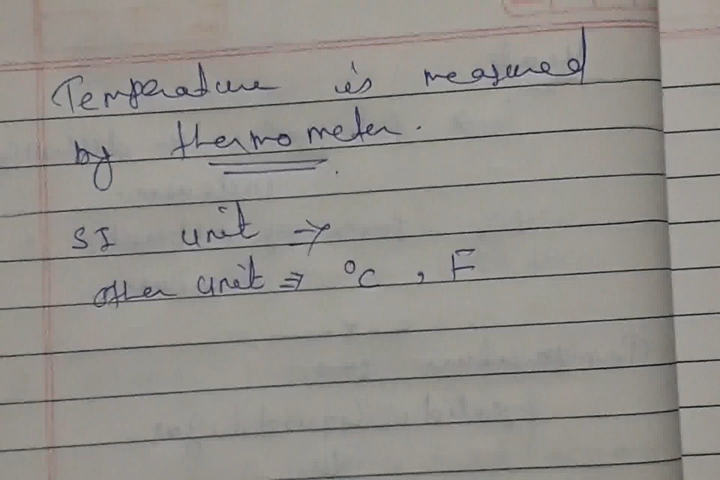 Temperature is measured
by thermometer.
SI unit ⇒
other unit ⇒ °C , F